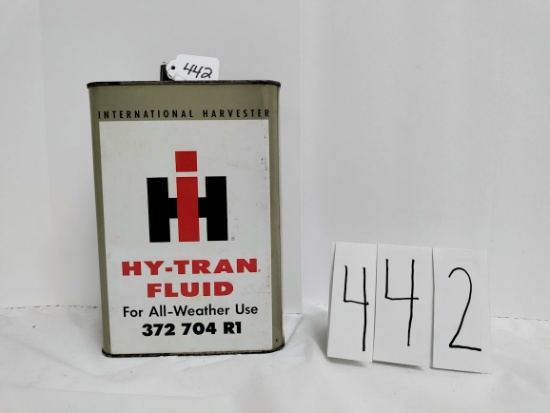 442
INTERNATIONAL HARVESTER
IH
HY-TRAN®
FLUID
For All-Weather Use
372 704 R1
442